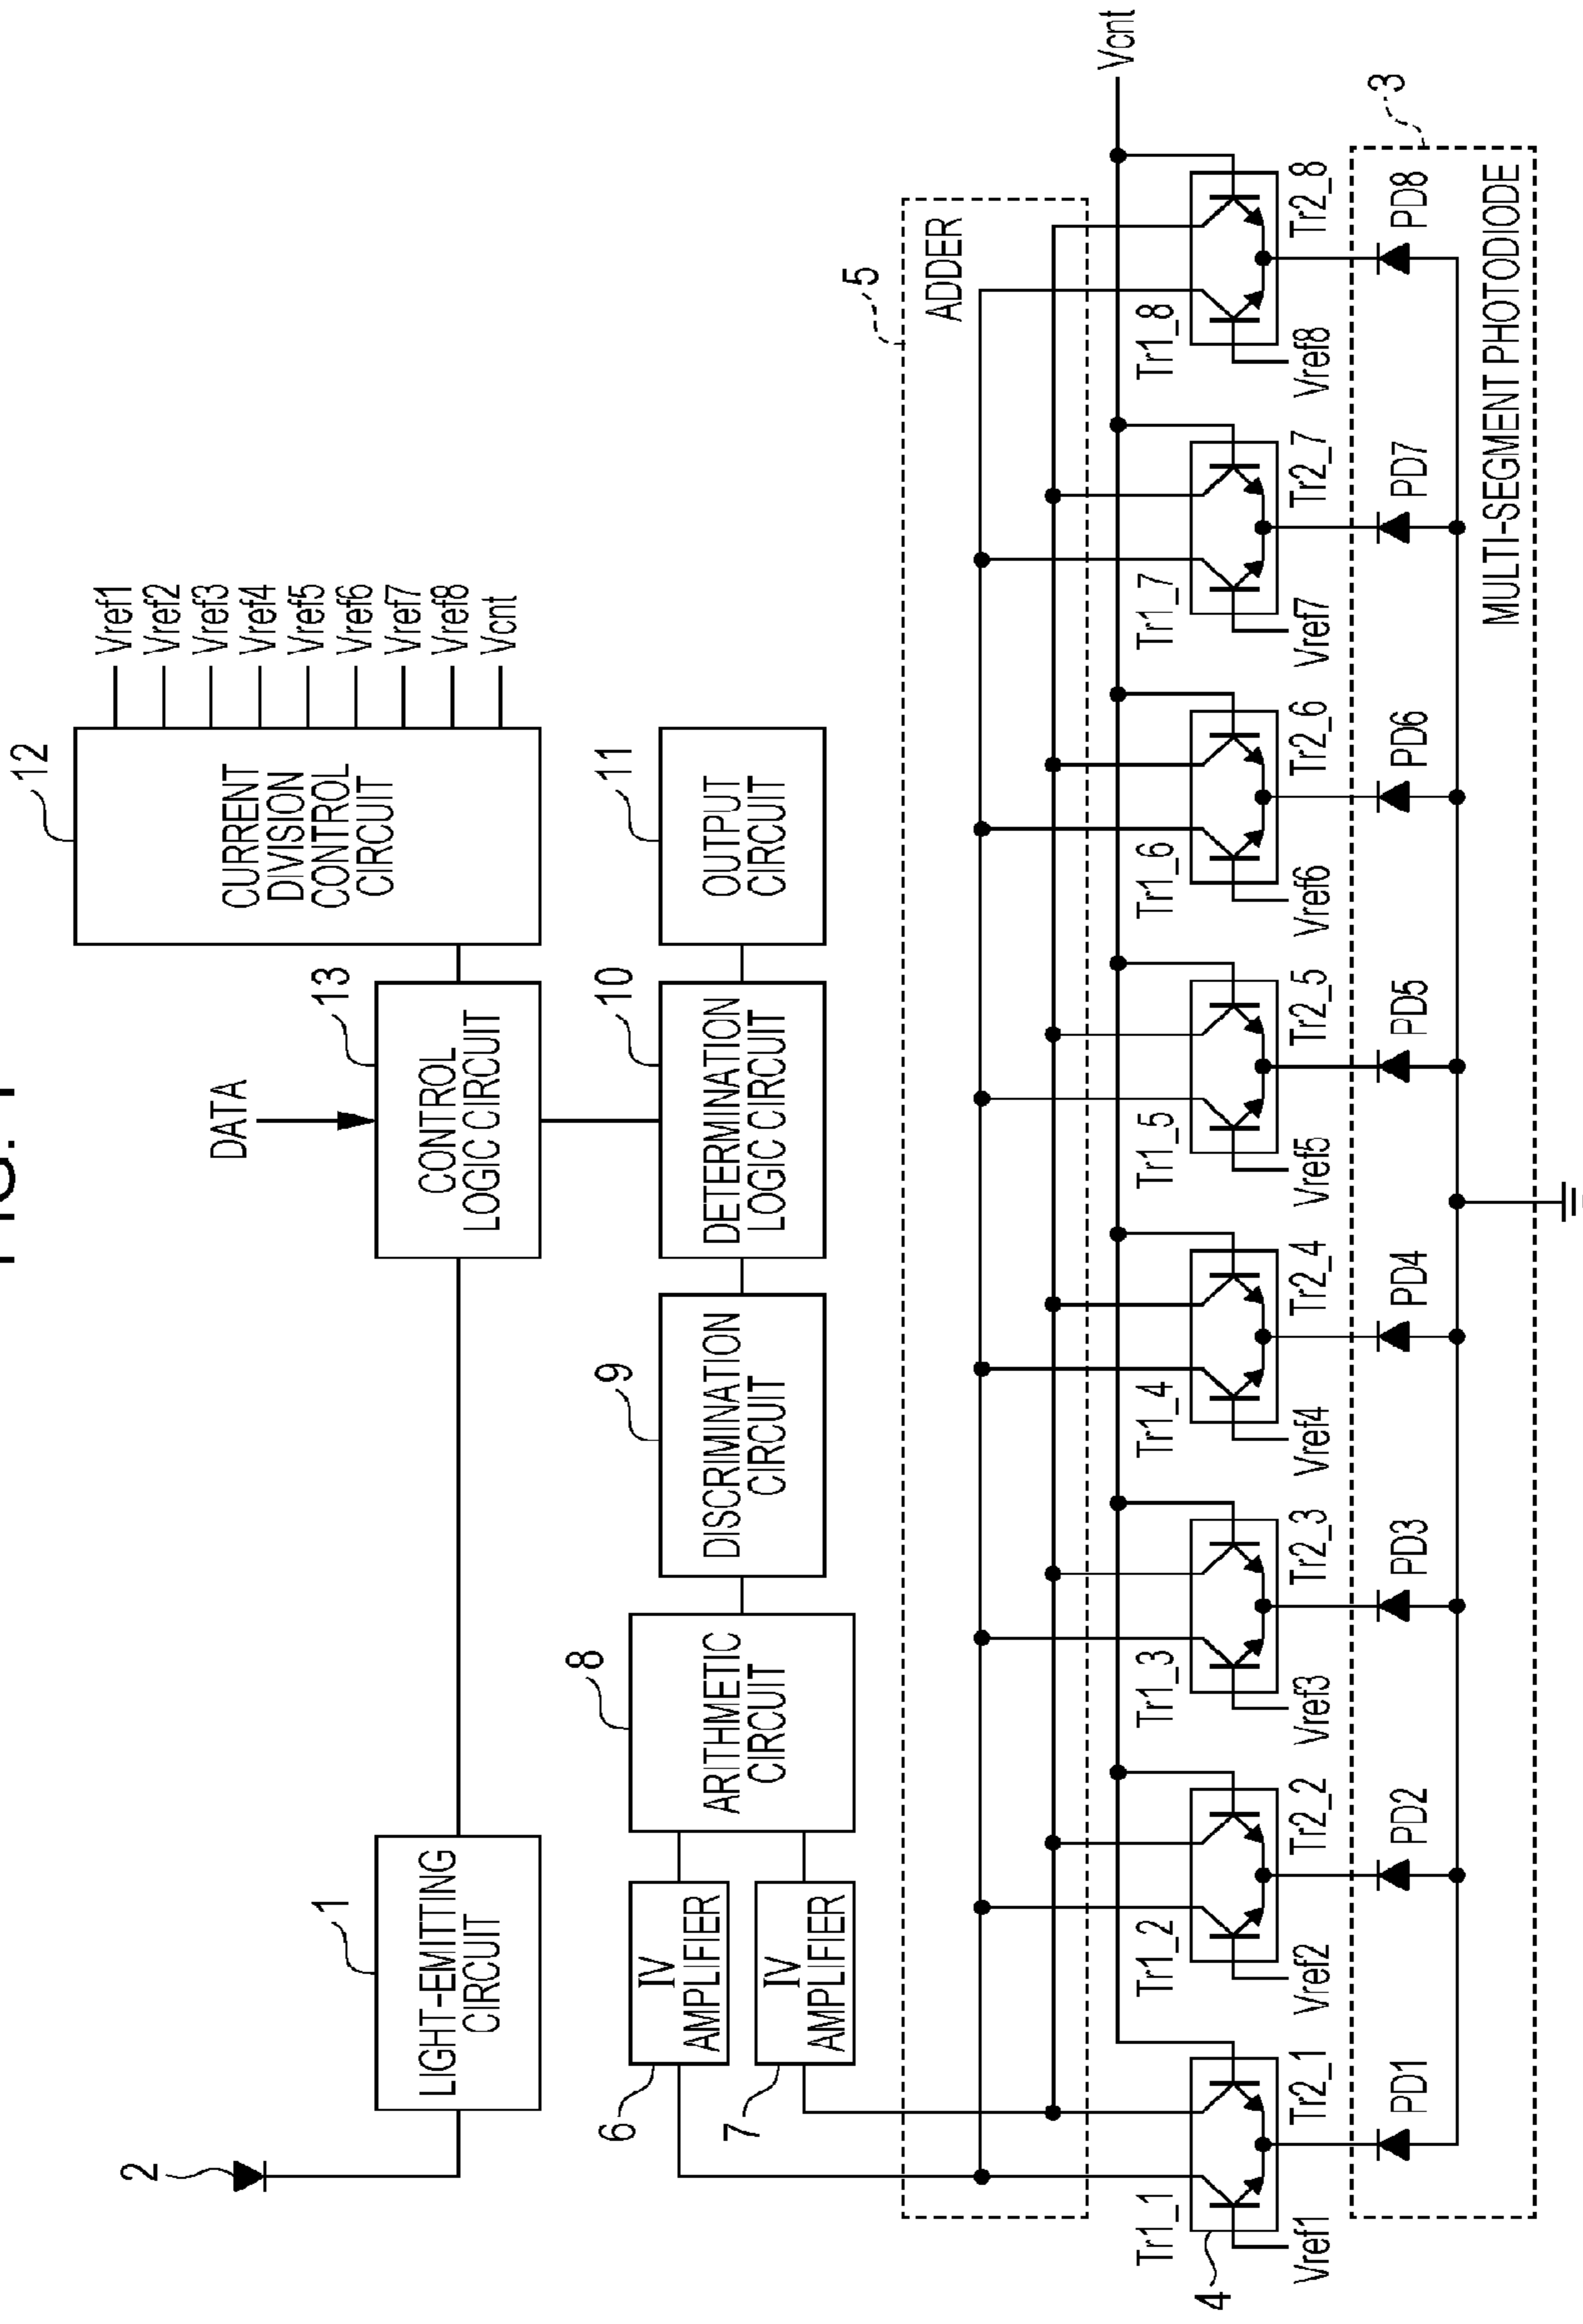 FIG. 1
2
1
LIGHT-EMITTING
CIRCUIT
DATA
13
CONTROL
LOGIC CIRCUIT
12
CURRENT
DIVISION
CONTROL
CIRCUIT
Vref1
Vref2
Vref3
Vref4
Vref5
Vref6
Vref7
Vref8
Vcnt
6
IV
AMPLIFIER
7
IV
AMPLIFIER
8
ARITHMETIC
CIRCUIT
9
DISCRIMINATION
CIRCUIT
10
DETERMINATION
LOGIC CIRCUIT
11
OUTPUT
CIRCUIT
5
ADDER
Vcnt
4
Tr1_1
Tr1_2
Tr1_3
Tr1_4
Tr1_5
Tr1_6
Tr1_7
Tr1_8
Vref1
Tr2_1
Vref2
Tr2_2
Vref3
Tr2_3
Vref4
Tr2_4
Vref5
Tr2_5
Vref6
Tr2_6
Vref7
Tr2_7
Vref8
Tr2_8
3
PD1
PD2
PD3
PD4
PD5
PD6
PD7
PD8
MULTI-SEGMENT PHOTODIODE